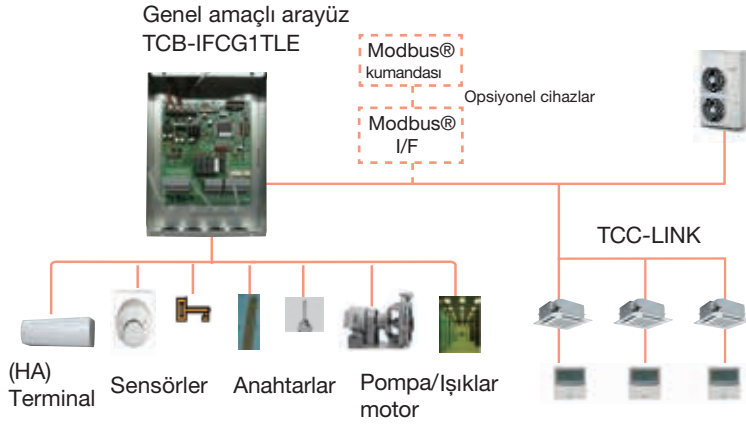 Genel amaçlı arayüz
TCB-IFCG1TLE
Modbus®
kumandası
Opsiyonel cihazlar
Modbus®
I/F
TCC-LINK
(HA)
Terminal
Sensörler
Anahtarlar
Pompa/
motor
Işıklar